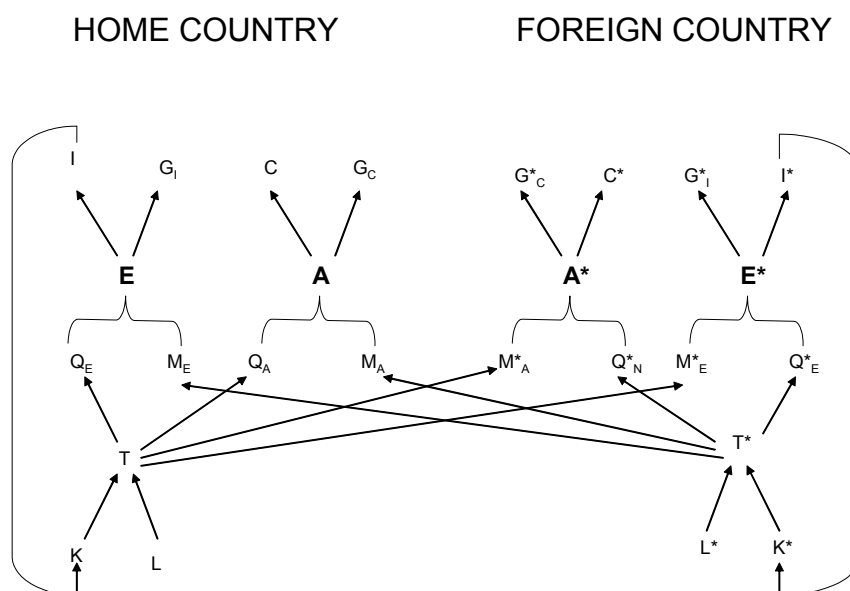 HOME COUNTRY FOREIGN COUNTRY
I G_I C G_C G*_C C* G*_I I*
E A A* E*
Q_E M_E Q_A M_A M*_A Q*_N M*_E Q*_E
T T*
K L L* K*